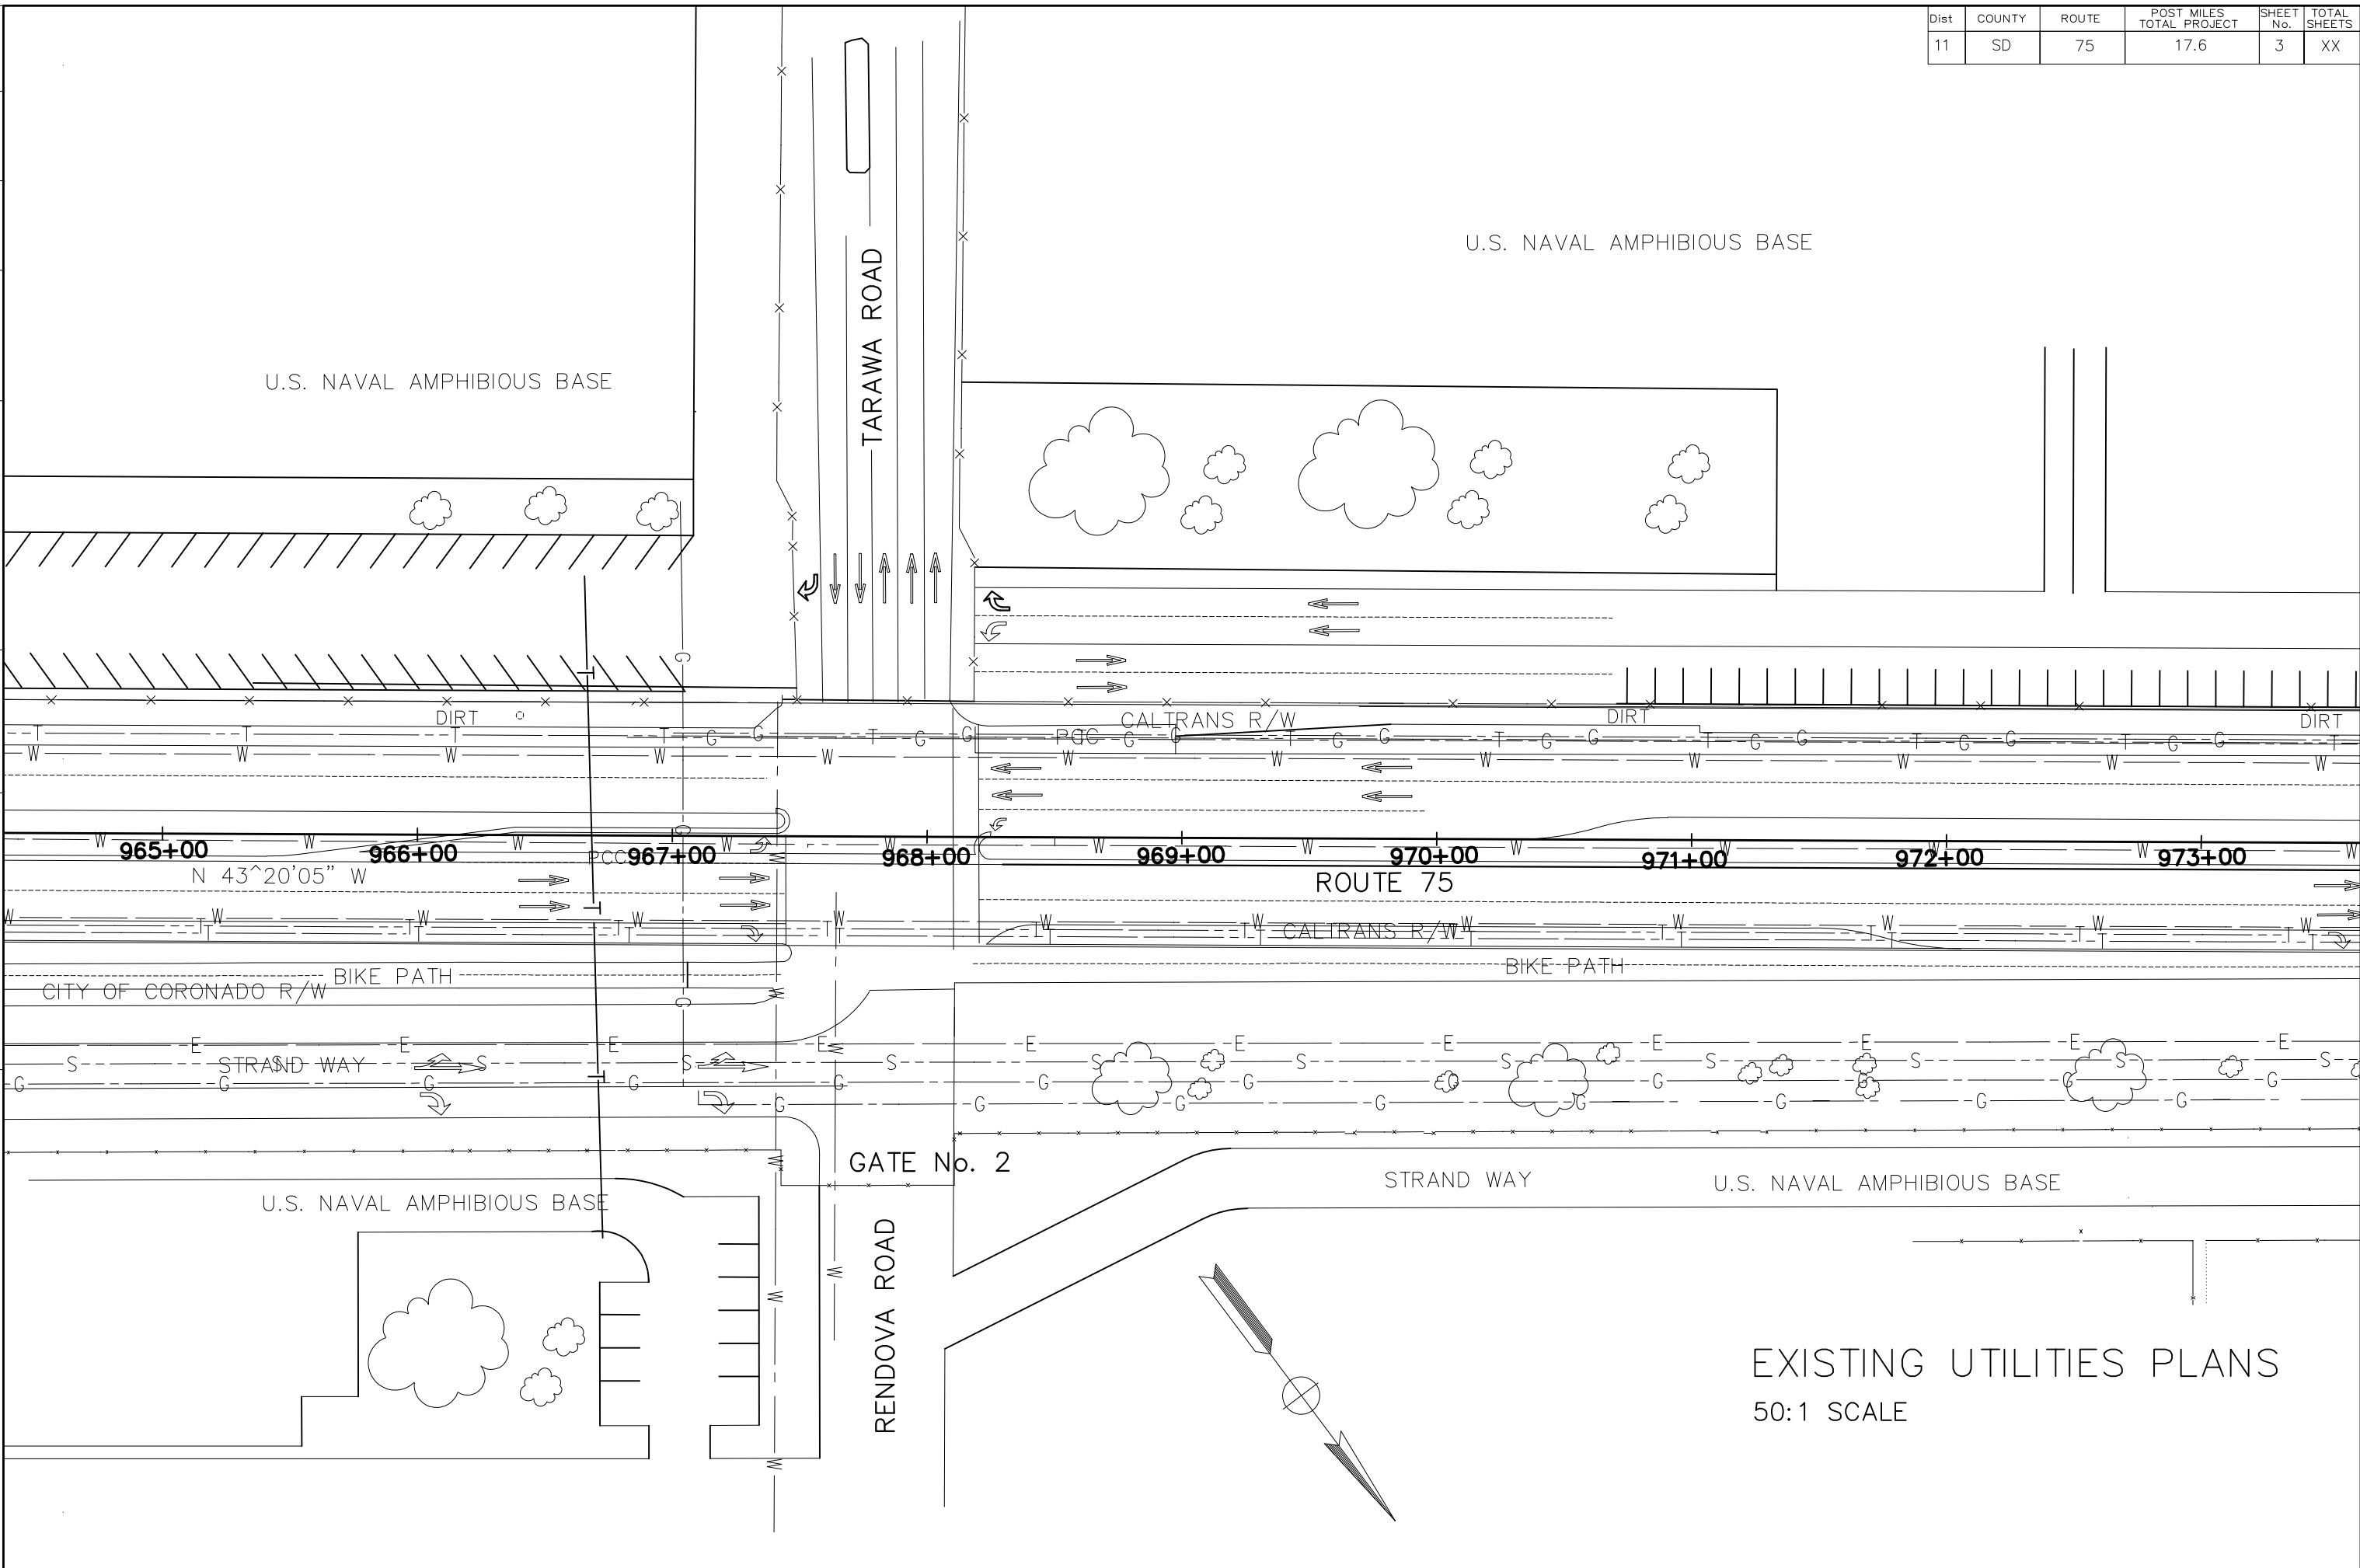 Dist COUNTY ROUTE POST MILES TOTAL PROJECT SHEET No. TOTAL SHEETS
11 SD 75 17.6 3 XX
U.S. NAVAL AMPHIBIOUS BASE
TARAWA ROAD
U.S. NAVAL AMPHIBIOUS BASE
DIRT
CALTRANS R/W
DIRT
DIRT
T T T T T T T T T T T
G G G G G G G G G G G G G G
PCC
W W W W W W W W W W W W
W W W W W W W W W W W W
965+00 966+00 967+00 968+00 969+00 970+00 971+00 972+00 973+00
PCC
N 43^20'05" W
ROUTE 75
W W W W W W W W W W W W
T T T T T T T T T T T
CALTRANS R/W
BIKE PATH
BIKE PATH
CITY OF CORONADO R/W
E E E E E E E E E E E
S STRAND WAY S S S S S S S S S S
G G G G G G G G G G G G
G G G G G G G G
GATE No. 2
STRAND WAY
U.S. NAVAL AMPHIBIOUS BASE
U.S. NAVAL AMPHIBIOUS BASE
RENDOVA ROAD
EXISTING UTILITIES PLANS
50:1 SCALE